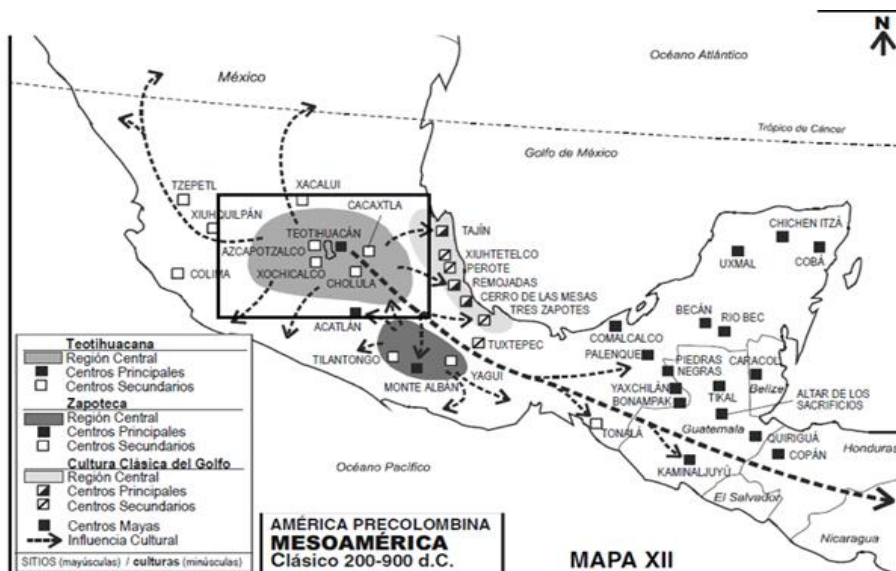 N
Océano Atlántico
México
Trópico de Cáncer
Golfo de México
TZEPETL
XACALUI
CACAXTLA
XIUHQUILPÁN
TEOTIHUACÁN
TAJÍN
CHICHEN ITZÁ
AZCAPOTZALCO
XIUHTETELCO
UXMAL
COBÁ
COLIMA
XOCHICALCO
PEROTE
CHOLULA
REMOJADAS
CERRO DE LAS MESAS
TRES ZAPOTES
BECÁN
RIO BEC
ACATLÁN
COMALCALCO
TUXTEPEC
PALENQUE
TILANTONGO
PIEDRAS
NEGRAS
CARACOL
YAGUI
MONTE ALBÁN
YAXCHILÁN
Belize
BONAMPAK
TIKAL
ALTAR DE LOS
SACRIFICIOS
TONALÁ
Guatemala
QUIRIGUÁ
Honduras
COPÁN
Océano Pacífico
KAMINALJUYÚ
El Salvador
Nicaragua
Teotihuacana
Región Central
Centros Principales
Centros Secundarios
Zapoteca
Región Central
Centros Principales
Centros Secundarios
Cultura Clásica del Golfo
Región Central
Centros Principales
Centros Secundarios
Centros Mayas
Influencia Cultural
SITIOS (mayúsculas) / culturas (minúsculas)
AMÉRICA PRECOLOMBINA
MESOAMÉRICA
Clásico 200-900 d.C.
MAPA XII